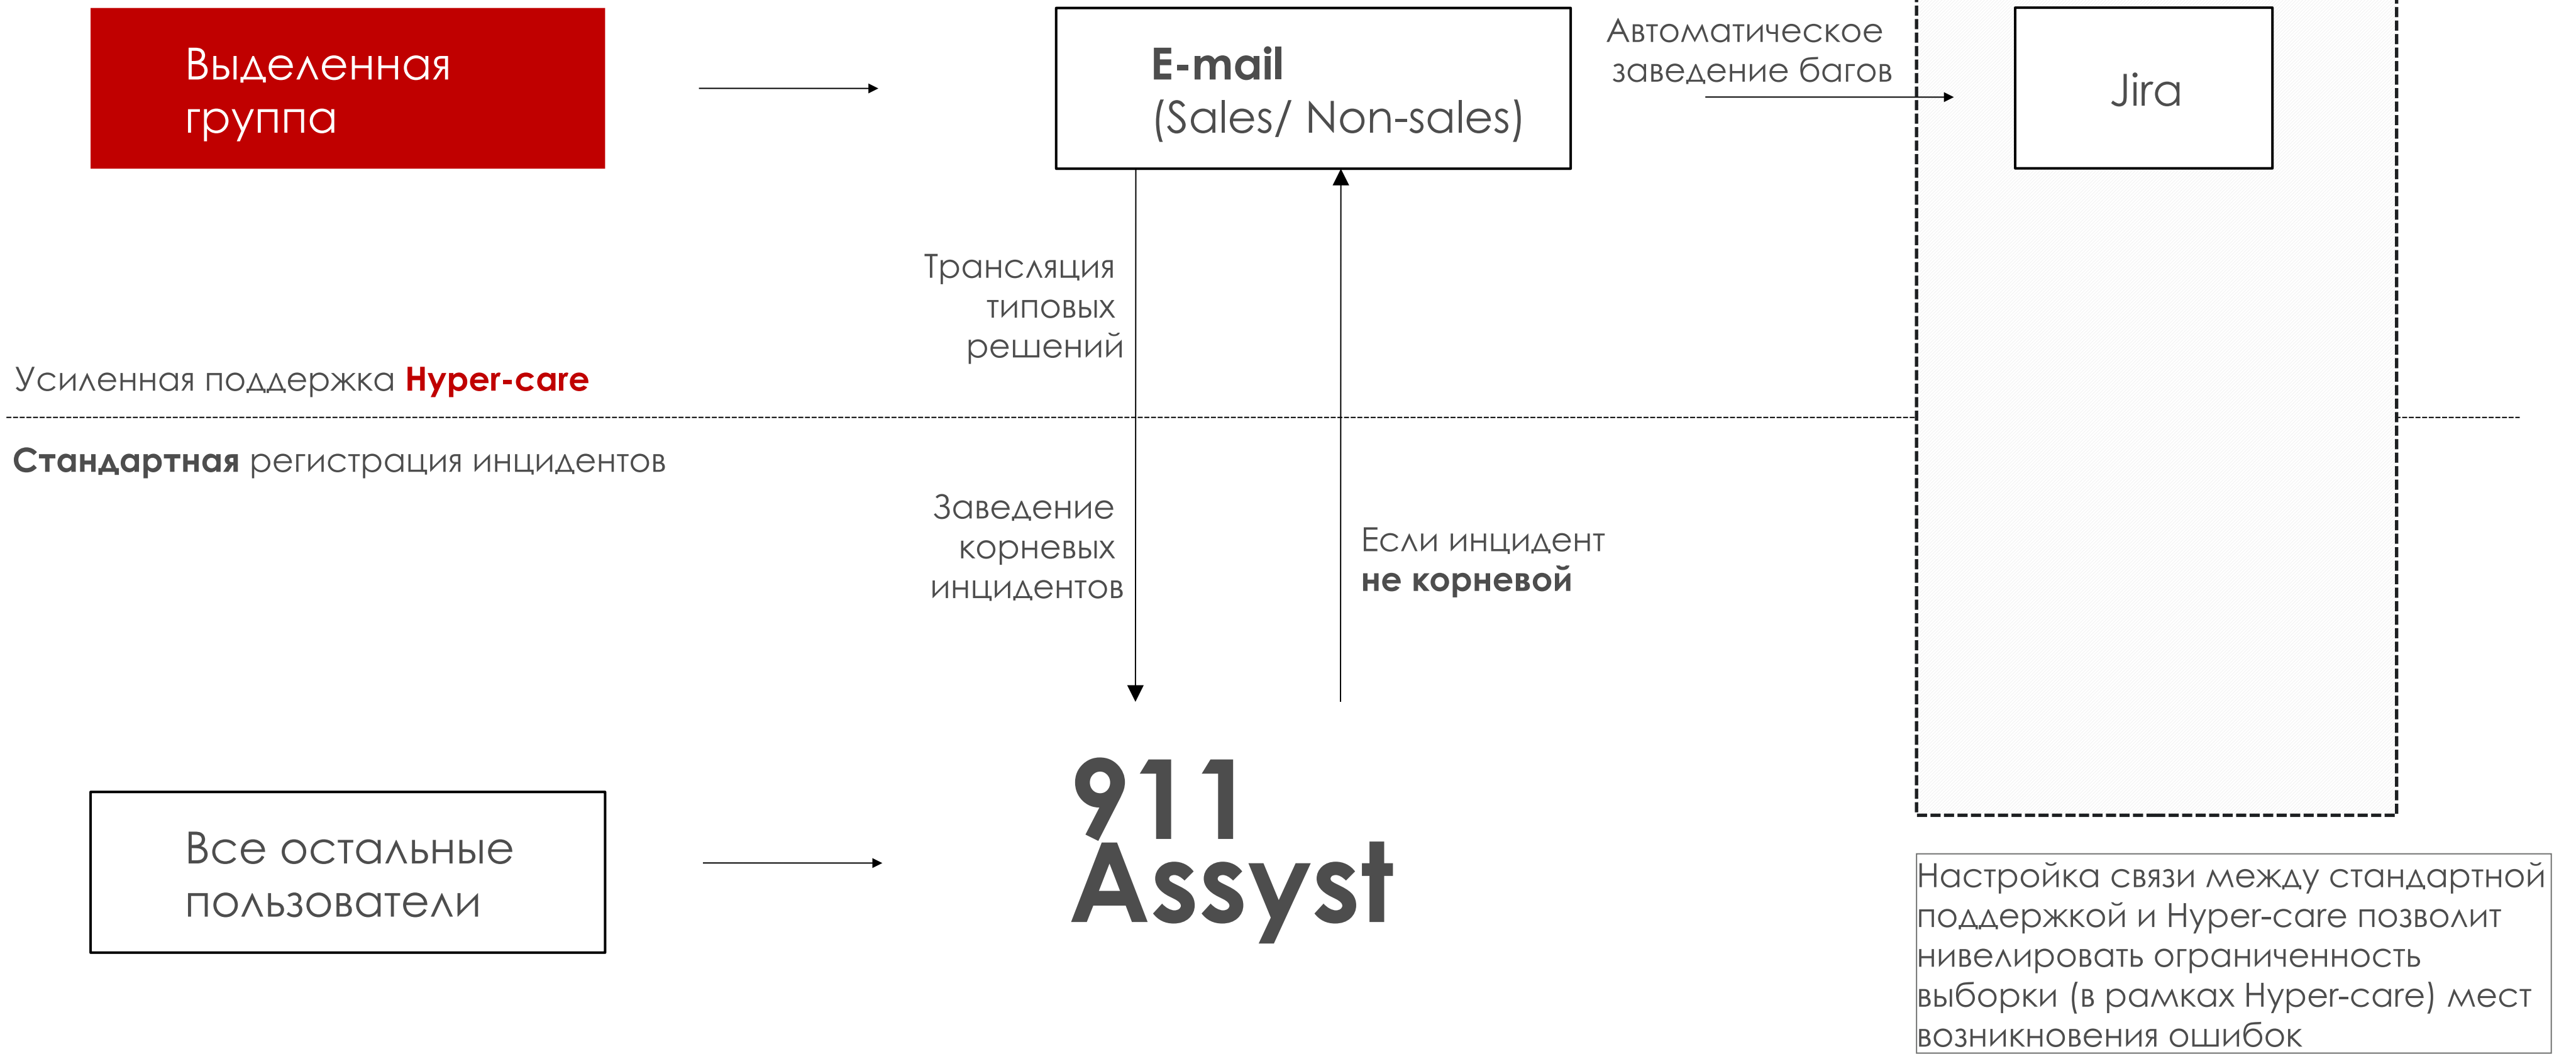 Выделенная
группа
E-mail
(Sales/ Non-sales)
Автоматическое
заведение багов
Jira
Трансляция
типовых
решений
Усиленная поддержка Hyper-care
Стандартная регистрация инцидентов
Заведение
корневых
инцидентов
Если инцидент
не корневой
Все остальные
пользователи
911
Assyst
Настройка связи между стандартной
поддержкой и Hyper-care позволит
нивелировать ограниченность
выборки (в рамках Hyper-care) мест
возникновения ошибок